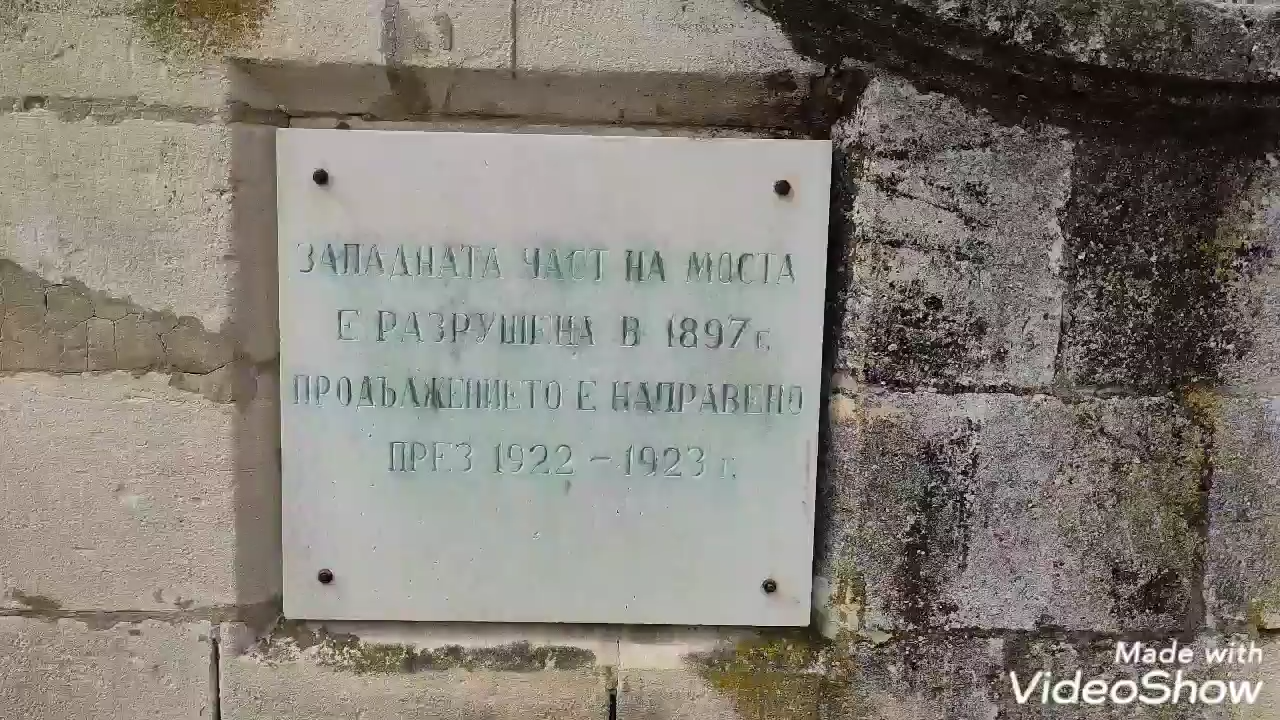 ЗАПАДНАТА ЧАСТ НА МОСТА
Е РАЗРУШЕНА В 1897 г.
ПРОДЪЛЖЕНИЕТО Е НАПРАВЕНО
ПРЕЗ 1922 – 1923 г.
Made with
VideoShow